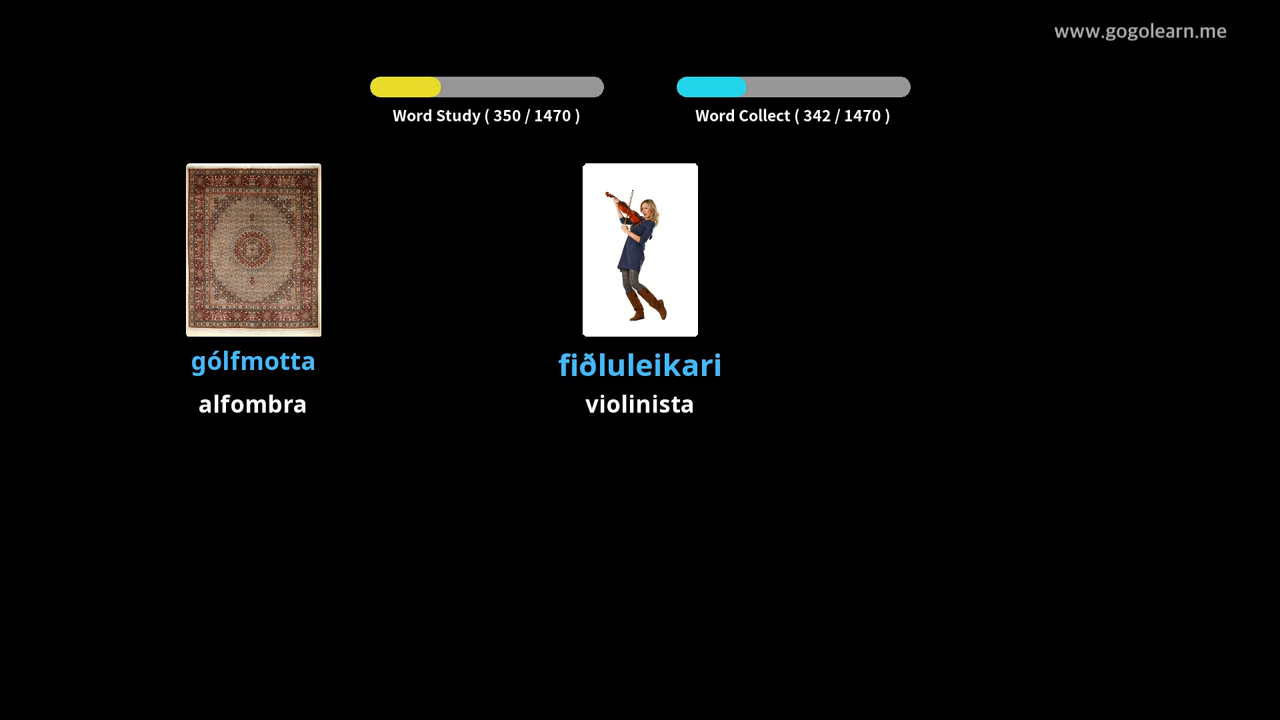 www.gogolearn.me
Word Study ( 350 / 1470 )
Word Collect ( 342 / 1470 )
gólfmotta
alfombra
fiðluleikari
violinista